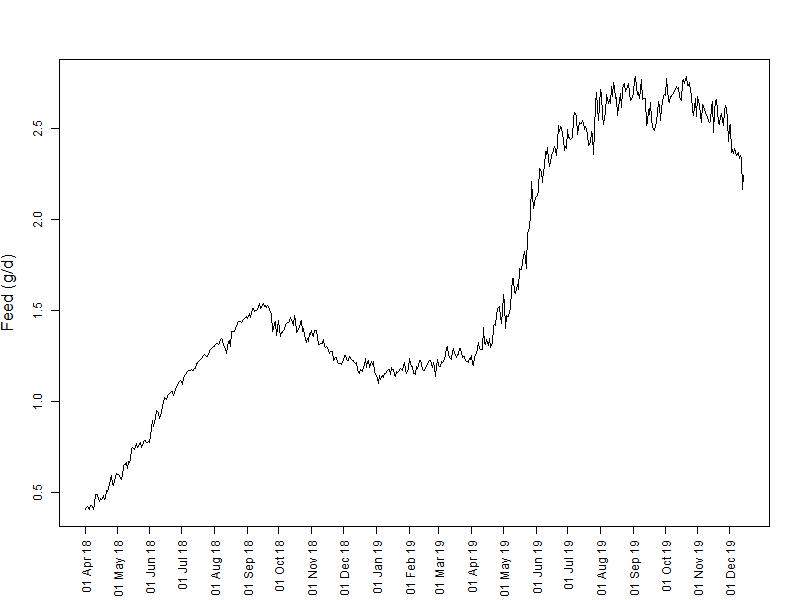 Feed (g/d)
2.5
2.0
1.5
1.0
0.5
01 Apr 18
01 May 18
01 Jun 18
01 Jul 18
01 Aug 18
01 Sep 18
01 Oct 18
01 Nov 18
01 Dec 18
01 Jan 19
01 Feb 19
01 Mar 19
01 Apr 19
01 May 19
01 Jun 19
01 Jul 19
01 Aug 19
01 Sep 19
01 Oct 19
01 Nov 19
01 Dec 19